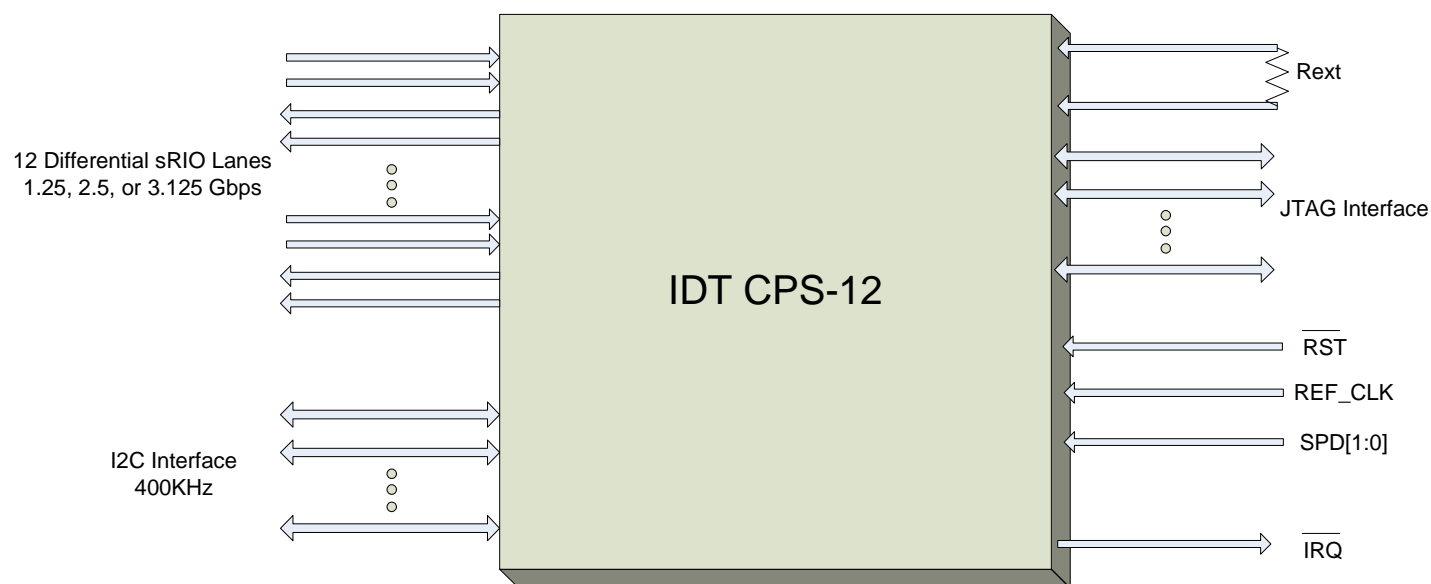 12 Differential sRIO Lanes
1.25, 2.5, or 3.125 Gbps
I2C Interface
400KHz
IDT CPS-12
Rext
JTAG Interface
RST
REF_CLK
SPD[1:0]
IRQ